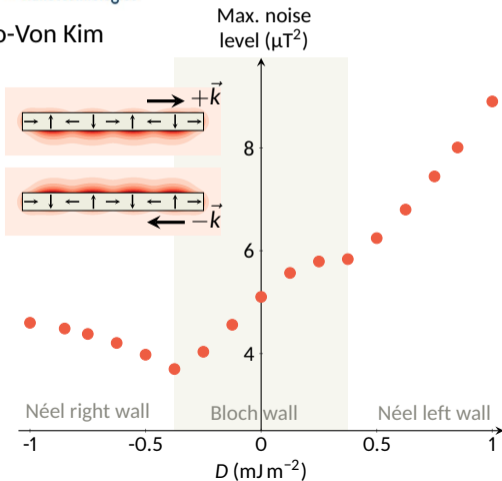 o-Von Kim
Max. noise
level (μT²)
+k⃗
−k⃗
8
6
4
Néel right wall
Bloch wall
Néel left wall
-1
-0.5
0
0.5
1
D (mJ m⁻²)